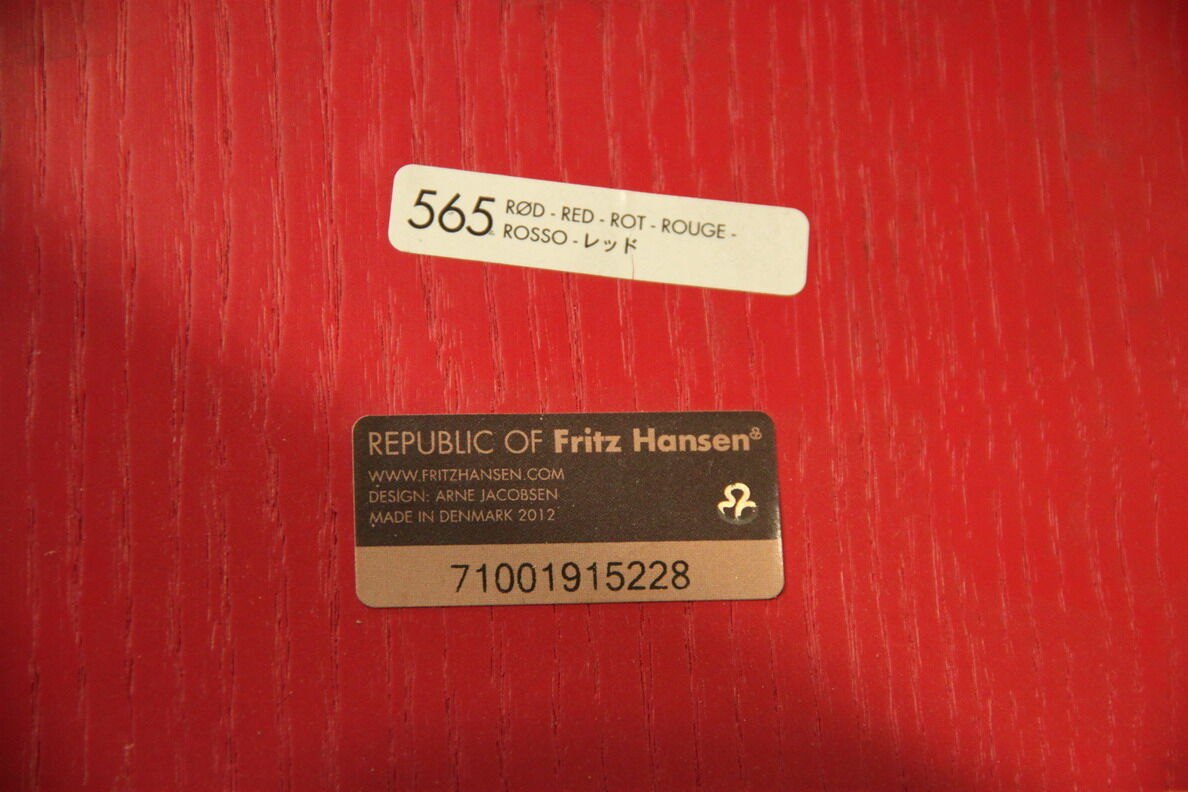 565 RØD - RED - ROT - ROUGE -
ROSSO - レッド
REPUBLIC OF Fritz Hansen®
WWW.FRITZHANSEN.COM
DESIGN: ARNE JACOBSEN
MADE IN DENMARK 2012
71001915228